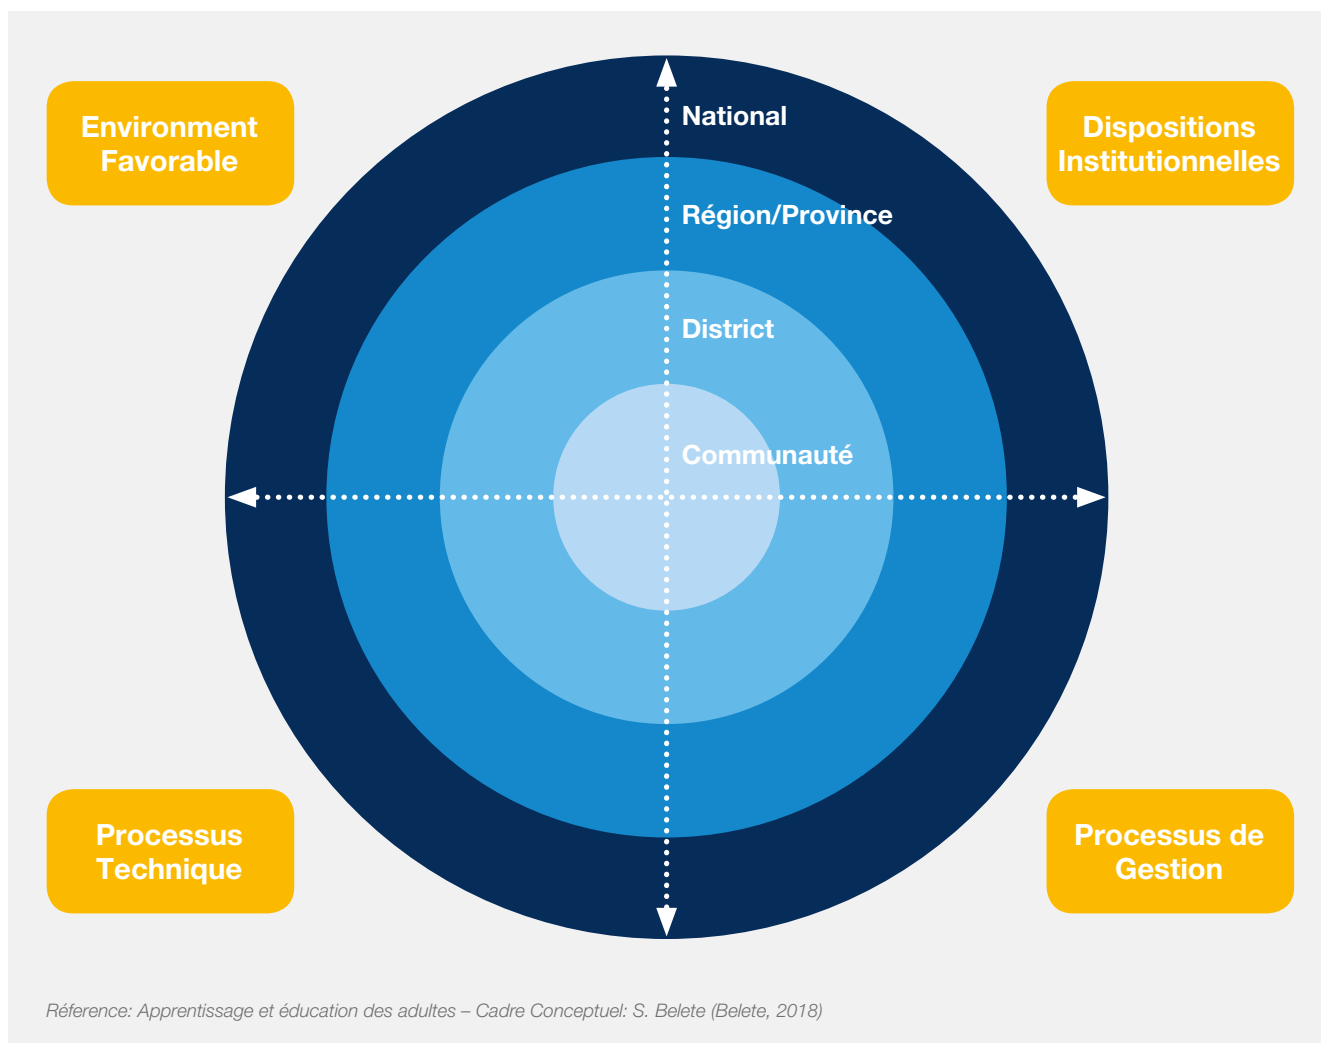 Environment
Favorable
Dispositions
Institutionnelles
National
Région/Province
District
Communauté
Processus
Technique
Processus de
Gestion
Réference: Apprentissage et éducation des adultes – Cadre Conceptuel: S. Belete (Belete, 2018)